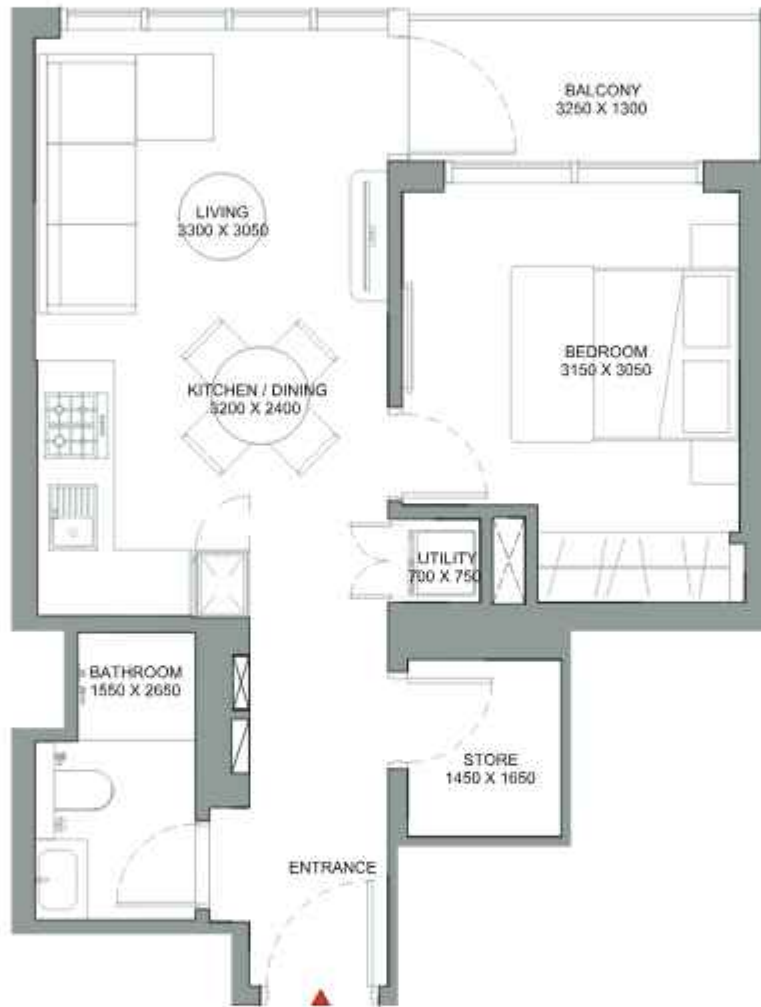 BALCONY
3250 X 1300
LIVING
3300 X 3050
BEDROOM
3150 X 3050
KITCHEN / DINING
3200 X 2400
UTILITY
700 X 750
BATHROOM
1550 X 2650
STORE
1450 X 1650
ENTRANCE